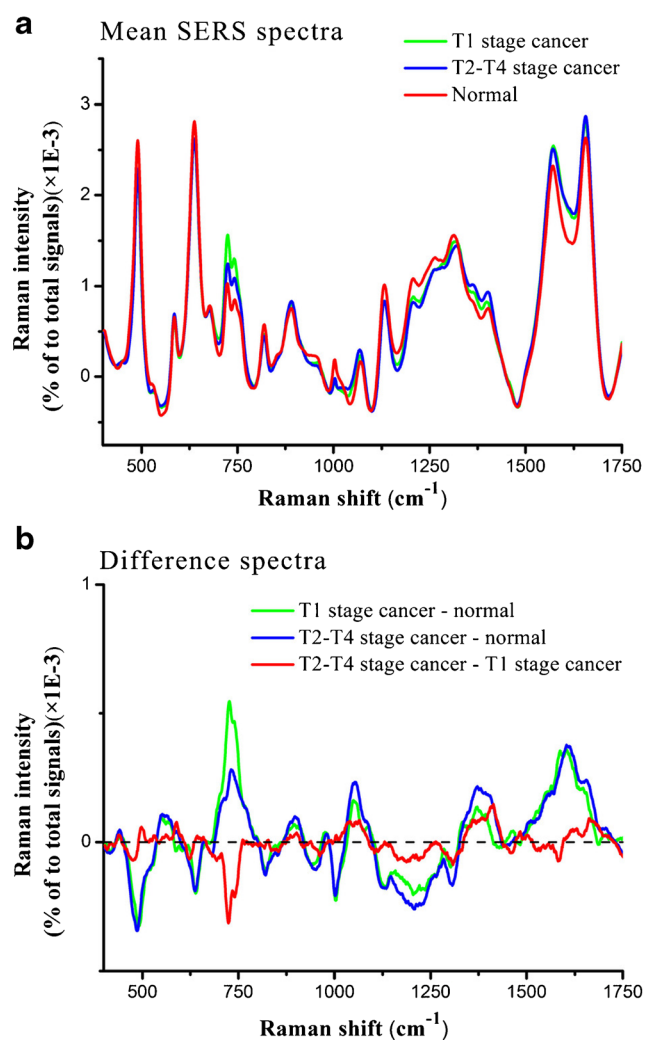 a
Mean SERS spectra
T1 stage cancer
T2-T4 stage cancer
Normal
3
2
1
0
Raman intensity
(% of to total signals)(×1E-3)
500
750
1000
1250
1500
1750
Raman shift (cm⁻¹)
b
Difference spectra
1
T1 stage cancer - normal
T2-T4 stage cancer - normal
T2-T4 stage cancer - T1 stage cancer
0
Raman intensity
(% of to total signals)(×1E-3)
500
750
1000
1250
1500
1750
Raman shift (cm⁻¹)